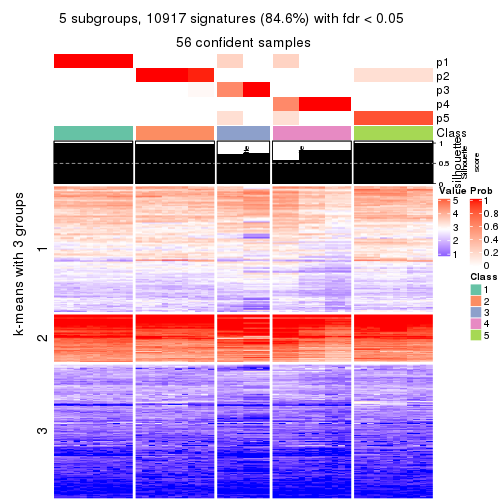 5 subgroups, 10917 signatures (84.6%) with fdr < 0.05
56 confident samples
p1
p2
p3
p4
p5
Class
1
0.5
0
silhouette
Silhouette
score
k-means with 3 groups
1
2
3
Value
5
4
3
2
1
Prob
1
0.8
0.6
0.4
0.2
0
Class
1
2
3
4
5